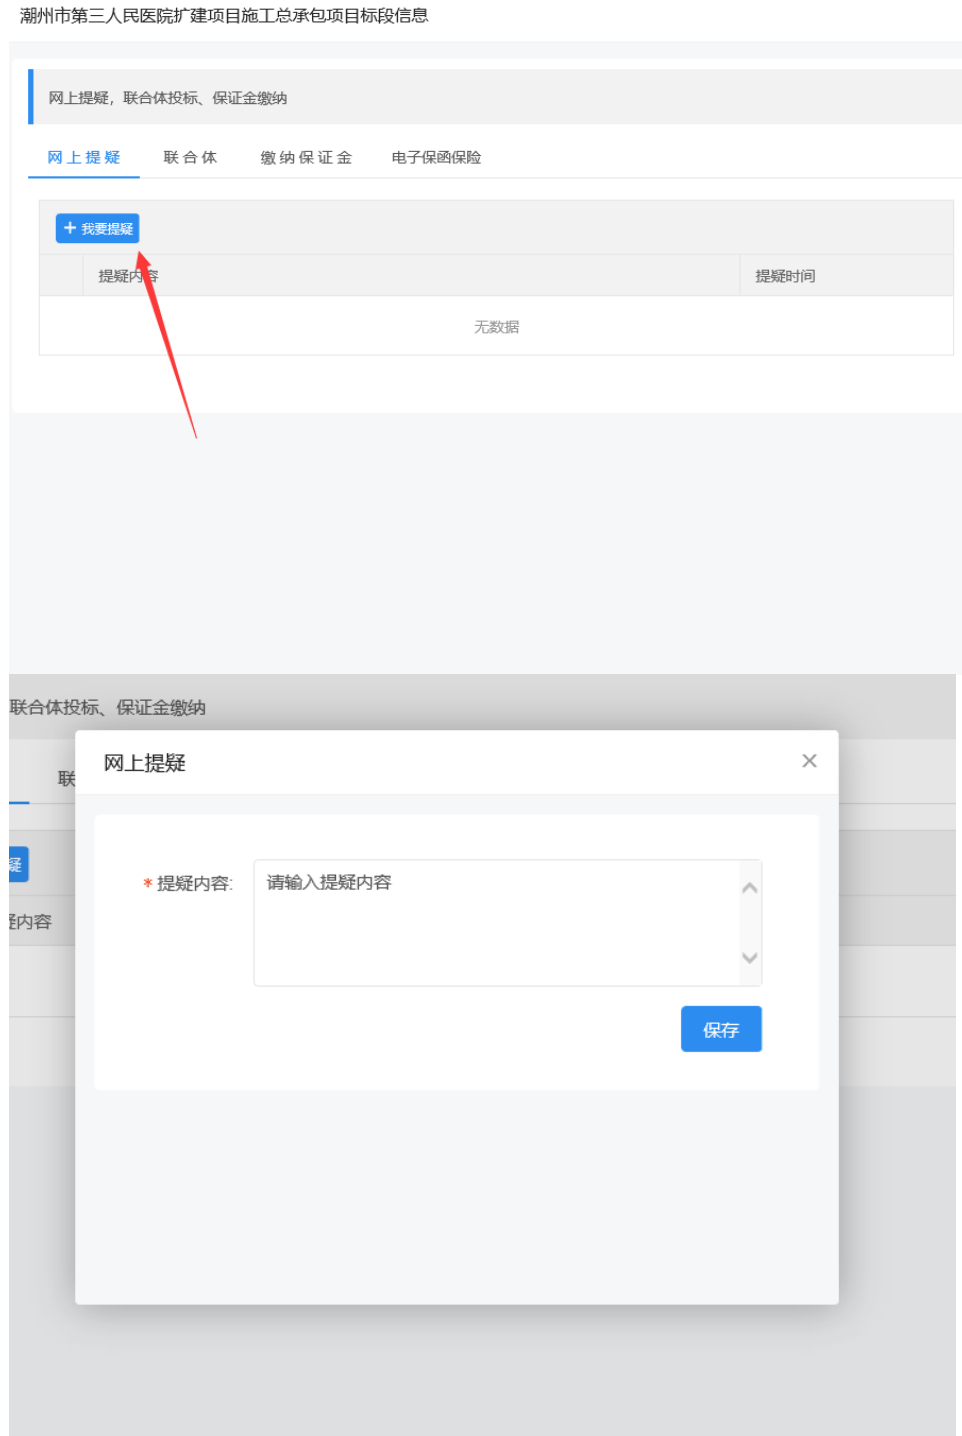 潮州市第三人民医院扩建项目施工总承包项目标段信息
网上提疑，联合体投标、保证金缴纳
网上提疑 联合体 缴纳保证金 电子保函保险
+ 我要提疑
提疑内容 提疑时间
无数据
联合体投标、保证金缴纳
网上提疑 ×
联
疑
* 提疑内容: 请输入提疑内容
疑内容
保存